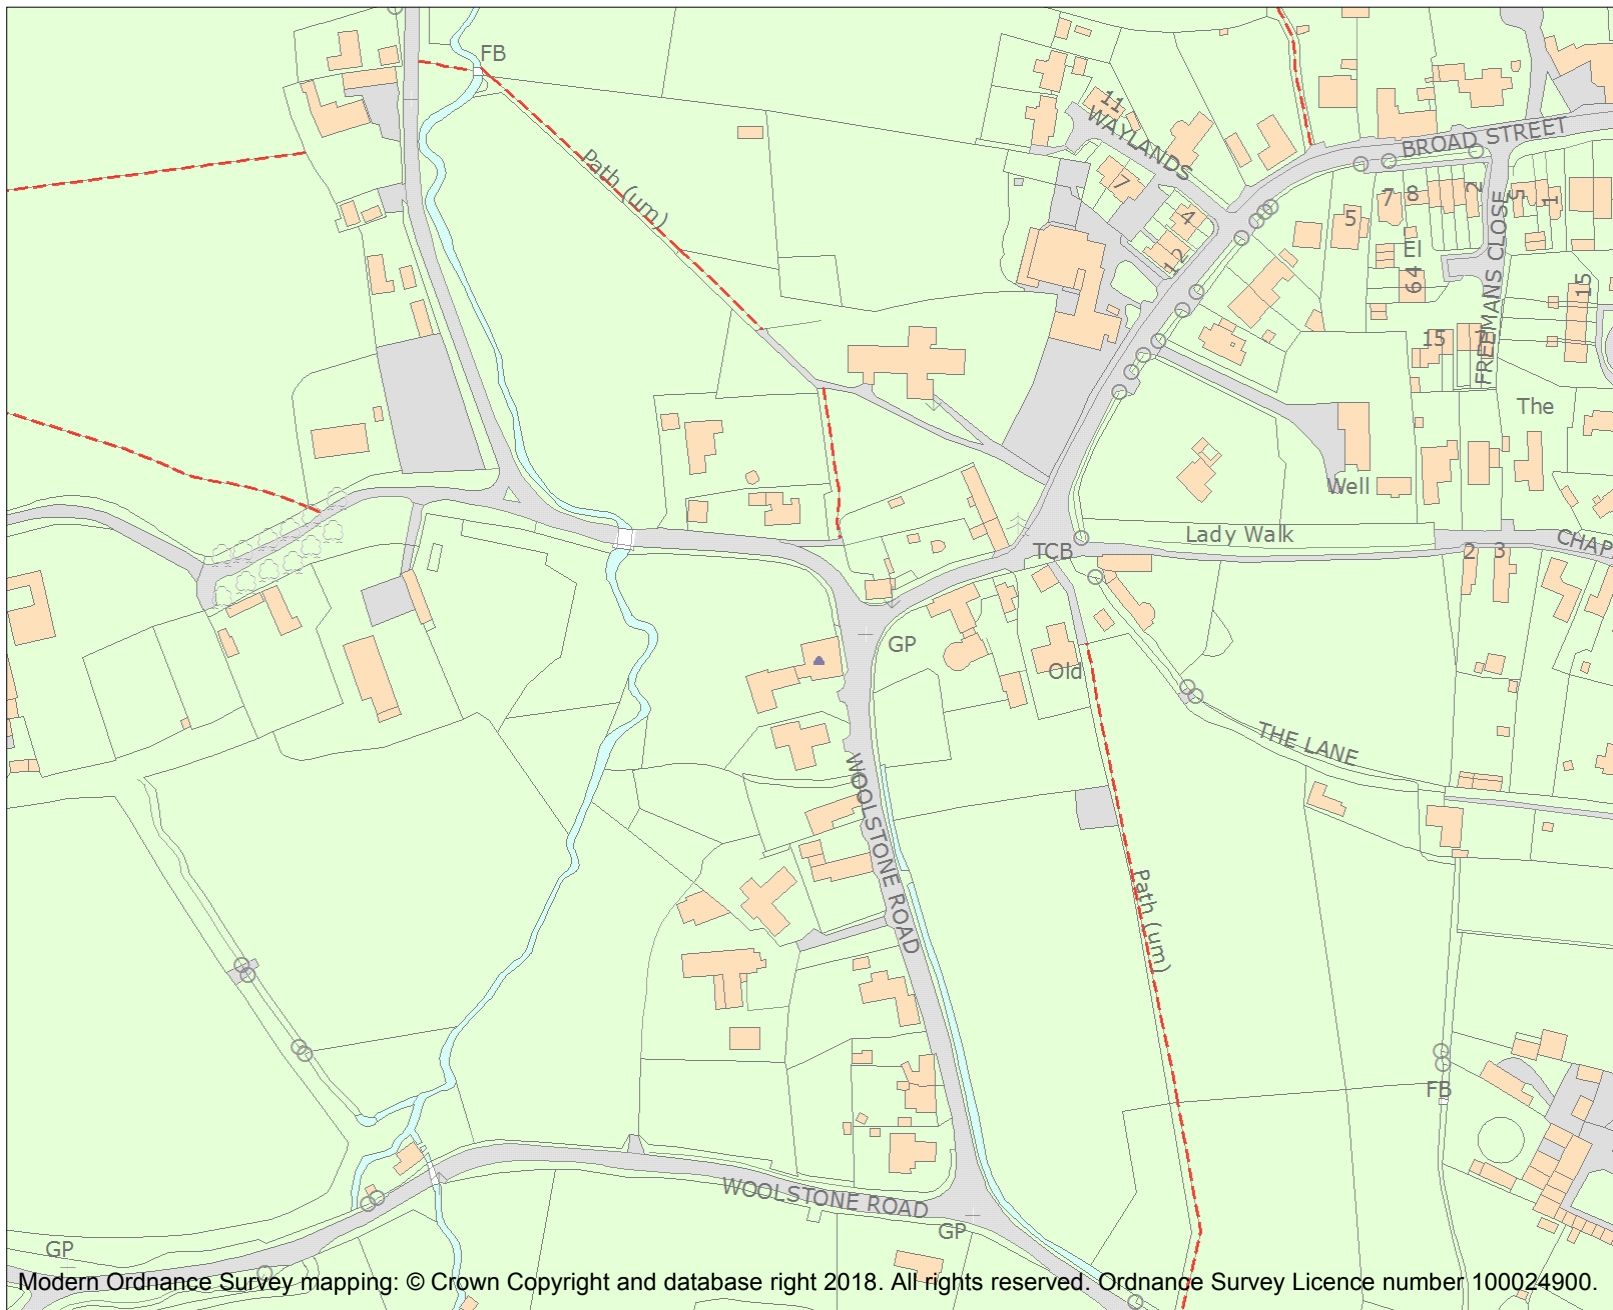 FB
11
WAYLANDS
BROAD STREET
Path (um)
7
4
12
5
7
8
2
5
1
El
64
FREEMANS CLOSE
15
15
7
The
Well
Lady Walk
TCB
CHAP
2
3
GP
Old
THE LANE
WOOLSTONE ROAD
Path (um)
FB
WOOLSTONE ROAD
GP
GP
Modern Ordnance Survey mapping: © Crown Copyright and database right 2018. All rights reserved. Ordnance Survey Licence number 100024900.